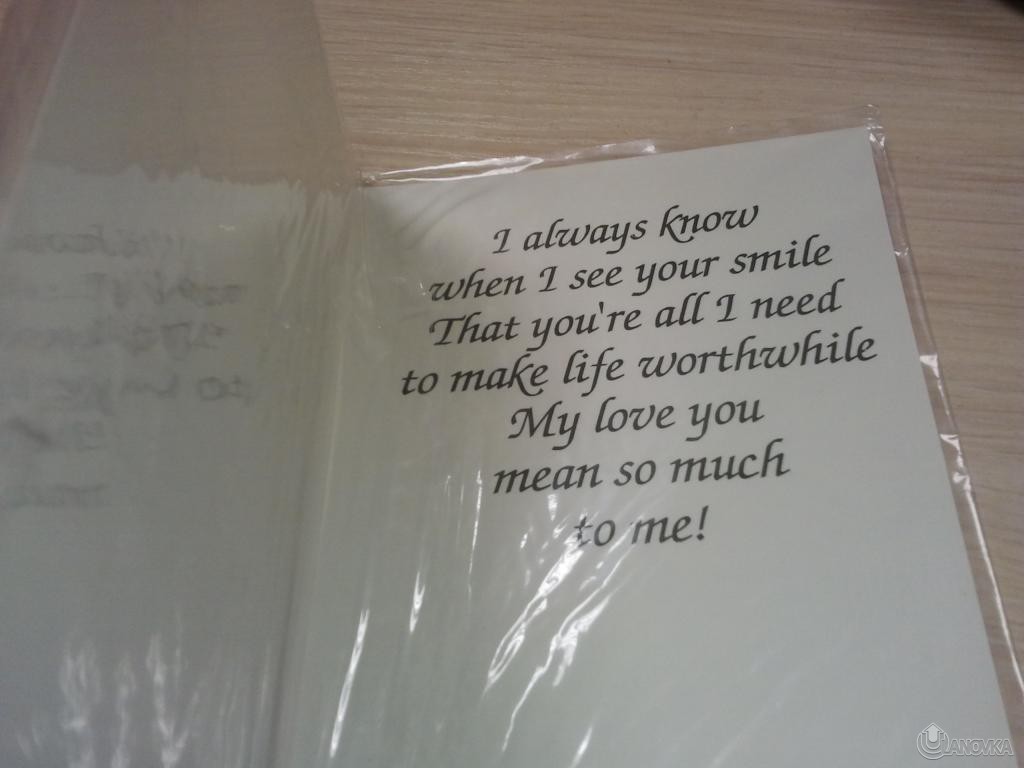 I always know
when I see your smile
That you're all I need
to make life worthwhile
My love you
mean so much
to me!
UANOVKA